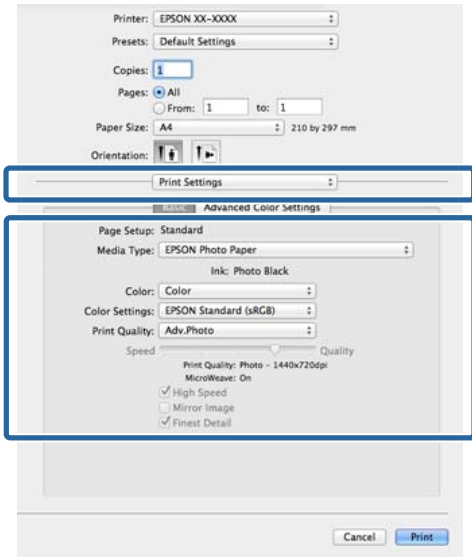 Printer: EPSON XX-XXXX
Presets: Default Settings
Copies: 1
Pages: All
From: 1 to: 1
Paper Size: A4 210 by 297 mm
Orientation:
Print Settings
Basic Advanced Color Settings
Page Setup: Standard
Media Type: EPSON Photo Paper
Ink: Photo Black
Color: Color
Color Settings: EPSON Standard (sRGB)
Print Quality: Adv.Photo
Speed Quality
Print Quality: Photo - 1440x720dpi
MicroWeave: On
High Speed
Mirror Image
Finest Detail
Cancel Print